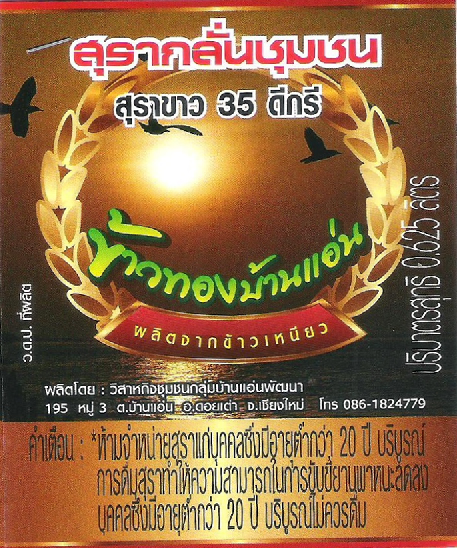 สุรากลั่นชุมชน
สุราขาว 35 ดีกรี
ข้าวทองบ้านแอ่น
ผลิตจากข้าวเหนียว
ว.ด.ป. ที่ผลิต
ปริมาตรสุทธิ 0.625 ลิตร
ผลิตโดย : วิสาหกิจชุมชนกลุ่มบ้านแอ่นพัฒนา
195 หมู่ 3 ต.บ้านแอ่น อ.ดอยเต่า จ.เชียงใหม่ โทร 086-1824779
คำเตือน : *ห้ามจำหน่ายสุราแก่บุคคลซึ่งมีอายุต่ำกว่า 20 ปี บริบูรณ์
การดื่มสุราทำให้ความสามารถในการขับขี่ยานพาหนะลดลง
บุคคลซึ่งมีอายุต่ำกว่า 20 ปี บริบูรณ์ไม่ควรดื่ม